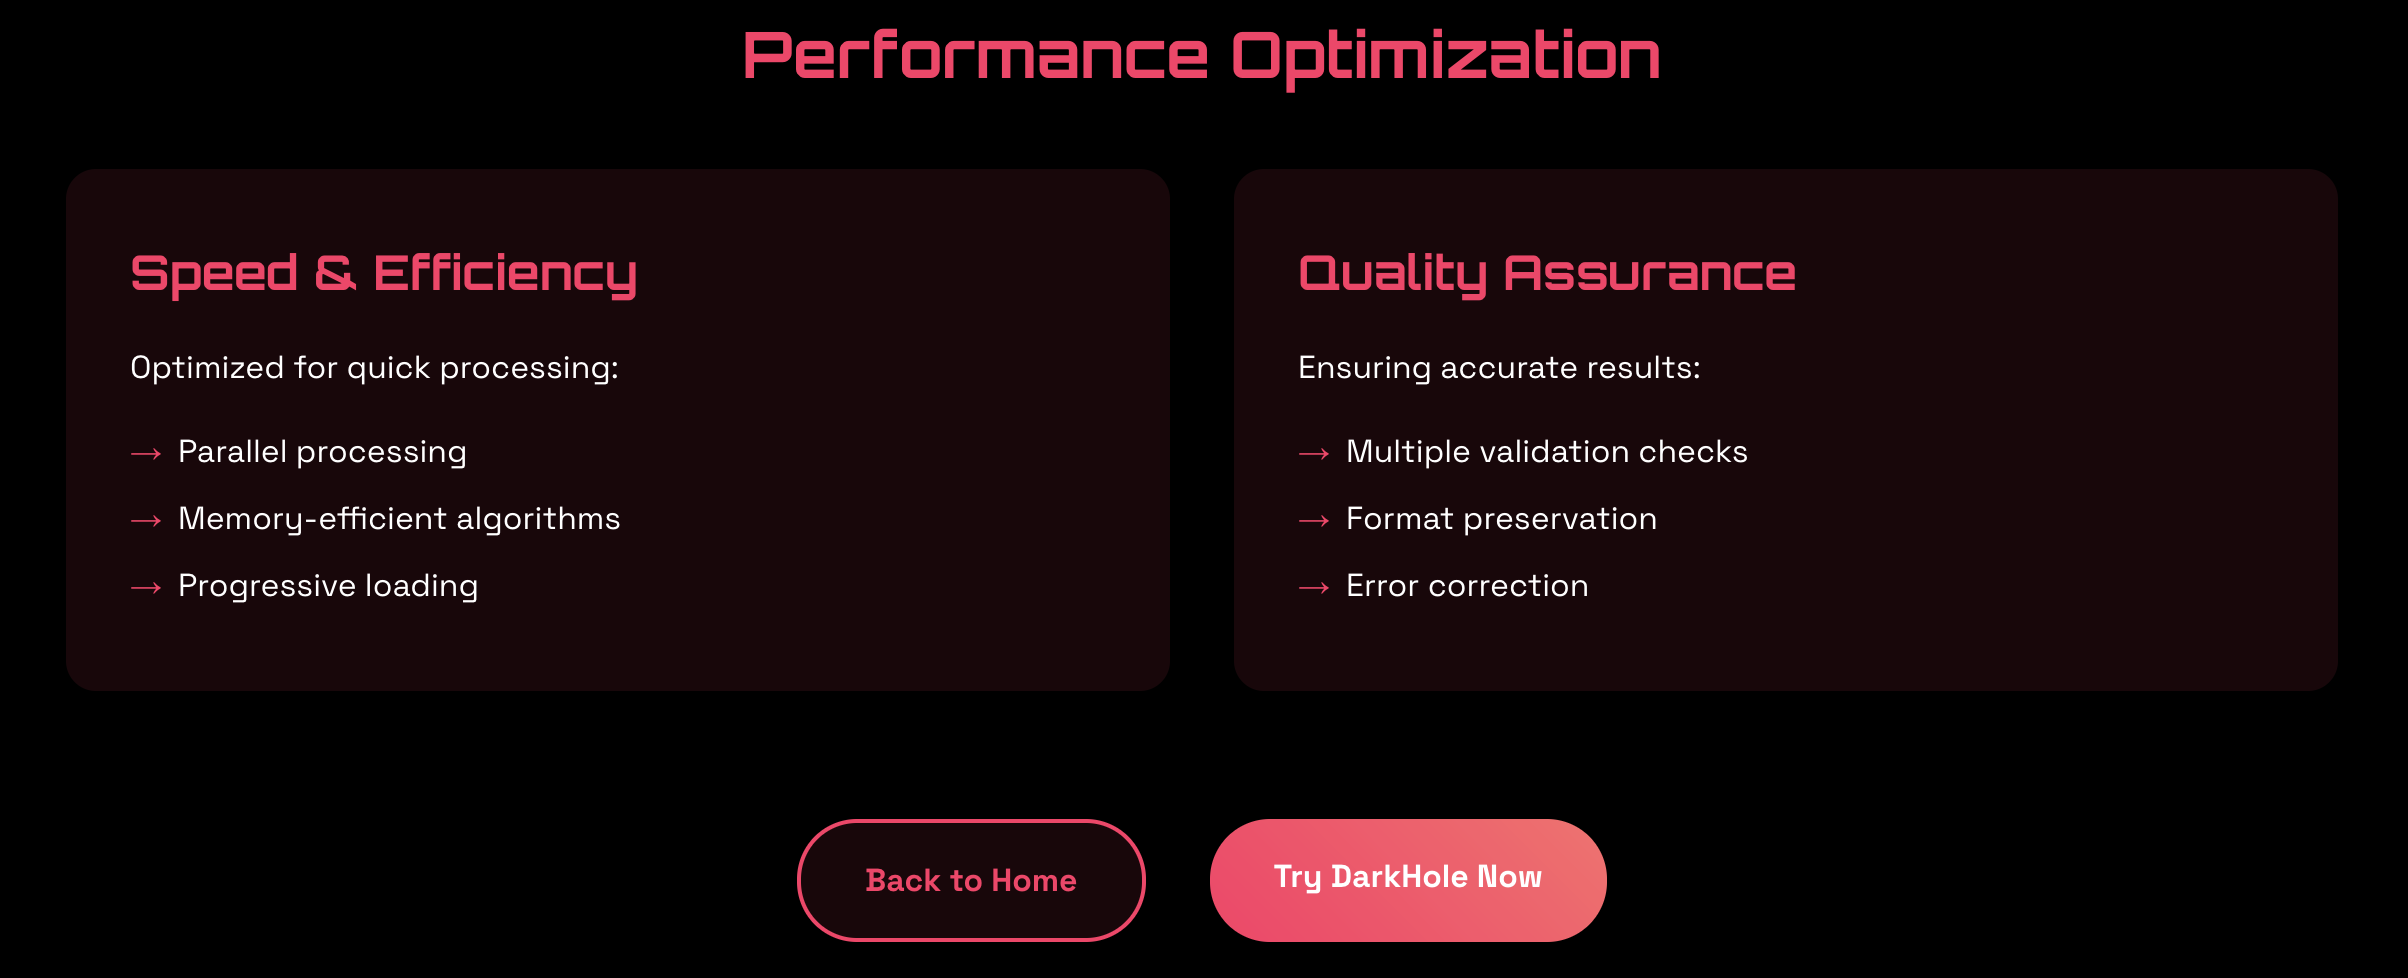 Performance Optimization
Speed & Efficiency
Optimized for quick processing:
→ Parallel processing
→ Memory-efficient algorithms
→ Progressive loading
Quality Assurance
Ensuring accurate results:
→ Multiple validation checks
→ Format preservation
→ Error correction
Back to Home
Try DarkHole Now